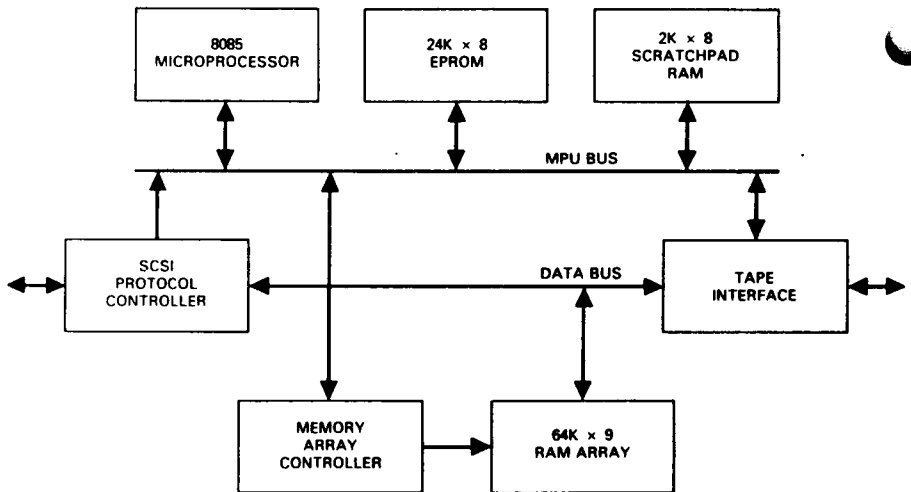 8085
MICROPROCESSOR
24K × 8
EPROM
2K × 8
SCRATCHPAD
RAM
MPU BUS
SCSI
PROTOCOL
CONTROLLER
DATA BUS
TAPE
INTERFACE
MEMORY
ARRAY
CONTROLLER
64K × 9
RAM ARRAY